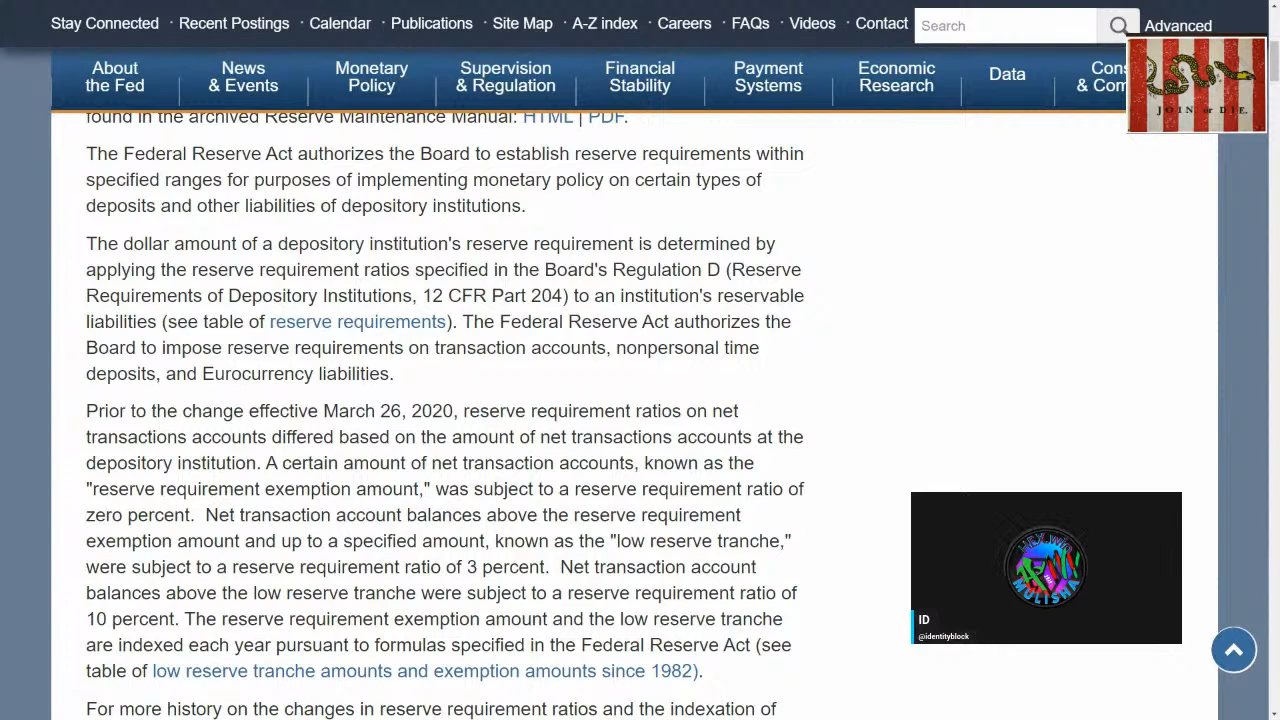 Stay Connected · Recent Postings · Calendar · Publications · Site Map · A-Z index · Careers · FAQs · Videos · Contact
Search
Advanced
About the Fed
News & Events
Monetary Policy
Supervision & Regulation
Financial Stability
Payment Systems
Economic Research
Data
JOIN or DIE.
found in the archived Reserve Maintenance Manual: HTML | PDF.
The Federal Reserve Act authorizes the Board to establish reserve requirements within
specified ranges for purposes of implementing monetary policy on certain types of
deposits and other liabilities of depository institutions.
The dollar amount of a depository institution's reserve requirement is determined by
applying the reserve requirement ratios specified in the Board's Regulation D (Reserve
Requirements of Depository Institutions, 12 CFR Part 204) to an institution's reservable
liabilities (see table of reserve requirements). The Federal Reserve Act authorizes the
Board to impose reserve requirements on transaction accounts, nonpersonal time
deposits, and Eurocurrency liabilities.
Prior to the change effective March 26, 2020, reserve requirement ratios on net
transactions accounts differed based on the amount of net transactions accounts at the
depository institution. A certain amount of net transaction accounts, known as the
"reserve requirement exemption amount," was subject to a reserve requirement ratio of
zero percent.  Net transaction account balances above the reserve requirement
exemption amount and up to a specified amount, known as the "low reserve tranche,"
were subject to a reserve requirement ratio of 3 percent.  Net transaction account
balances above the low reserve tranche were subject to a reserve requirement ratio of
10 percent. The reserve requirement exemption amount and the low reserve tranche
are indexed each year pursuant to formulas specified in the Federal Reserve Act (see
table of low reserve tranche amounts and exemption amounts since 1982).
For more history on the changes in reserve requirement ratios and the indexation of
MULISHA
ID
@identityblock